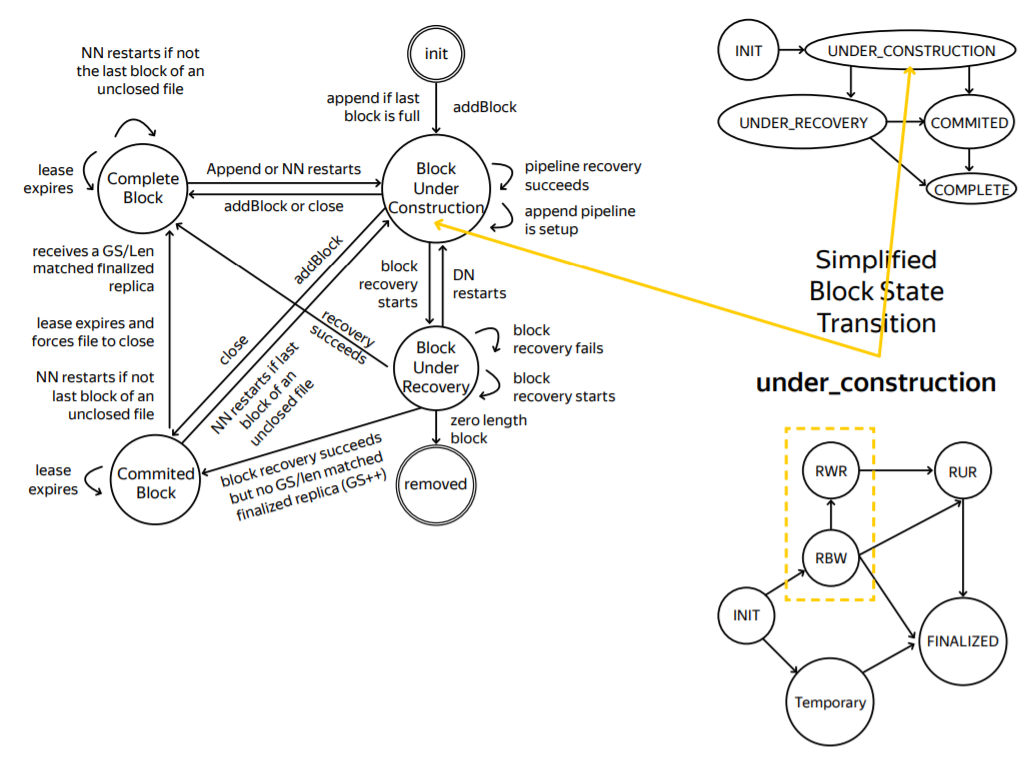 NN restarts if not
the last block of an
unclosed file
init
append if last
block is full
addBlock
lease
expires
Complete
Block
Append or NN restarts
addBlock or close
Block
Under
Construction
pipeline recovery
succeeds
append pipeline
is setup
receives a GS/Len
matched finalized
replica
lease expires and
forces file to close
NN restarts if not
last block of an
unclosed file
addBlock
close
NN restarts if last
block of an
unclosed file
recovery
succeeds
block
recovery
starts
DN
restarts
Block
Under
Recovery
block
recovery fails
block
recovery starts
zero length
block
removed
block recovery succeeds
but no GS/len matched
finalized replica (GS++)
lease
expires
Commited
Block
INIT
UNDER_CONSTRUCTION
UNDER_RECOVERY
COMMITED
COMPLETE
Simplified
Block State
Transition
under_construction
RWR
RUR
RBW
INIT
FINALIZED
Temporary